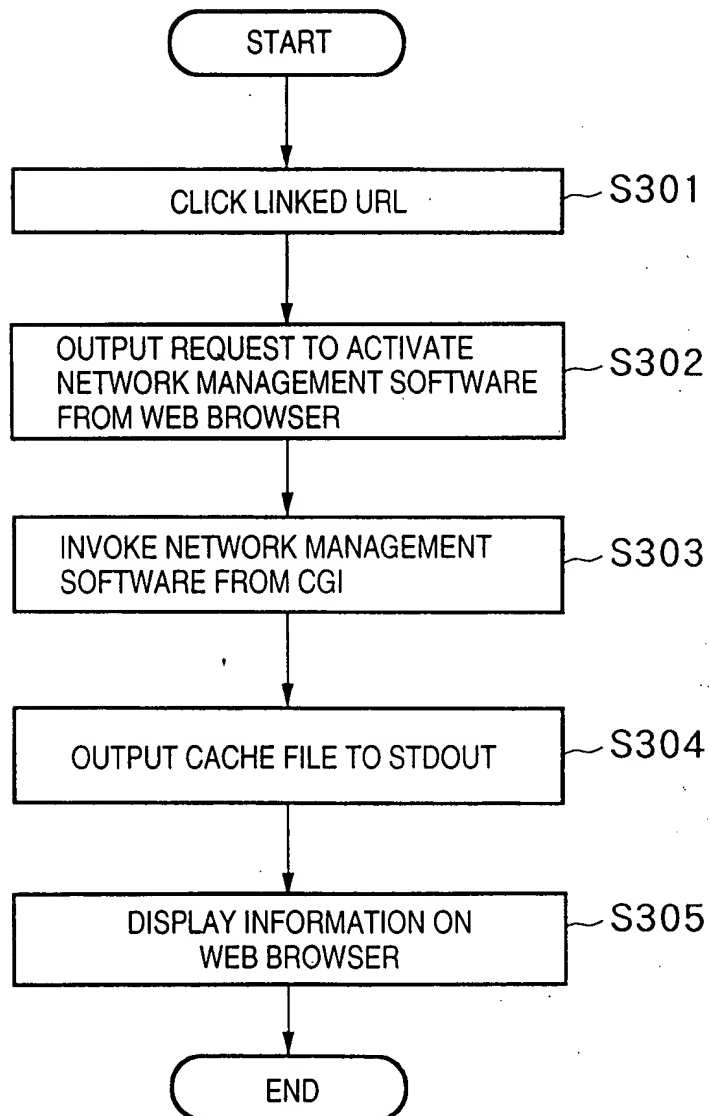 START
CLICK LINKED URL
S301
OUTPUT REQUEST TO ACTIVATE
NETWORK MANAGEMENT SOFTWARE
FROM WEB BROWSER
S302
INVOKE NETWORK MANAGEMENT
SOFTWARE FROM CGI
S303
OUTPUT CACHE FILE TO STDOUT
S304
DISPLAY INFORMATION ON
WEB BROWSER
S305
END